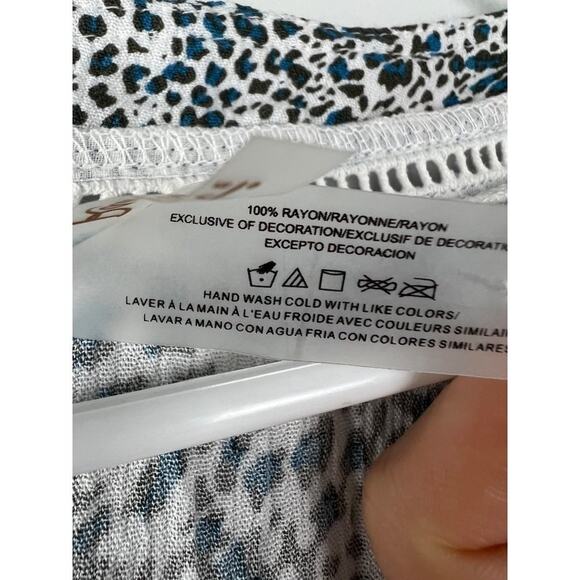 100% RAYON/RAYONNE/RAYON
EXCLUSIVE OF DECORATION/EXCLUSIF DE DECORATI
EXCEPTO DECORACION
HAND WASH COLD WITH LIKE COLORS/
LAVER À LA MAIN À L'EAU FROIDE AVEC COULEURS SIMILAI
LAVAR A MANO CON AGUA FRIA CON COLORES SIMILARES